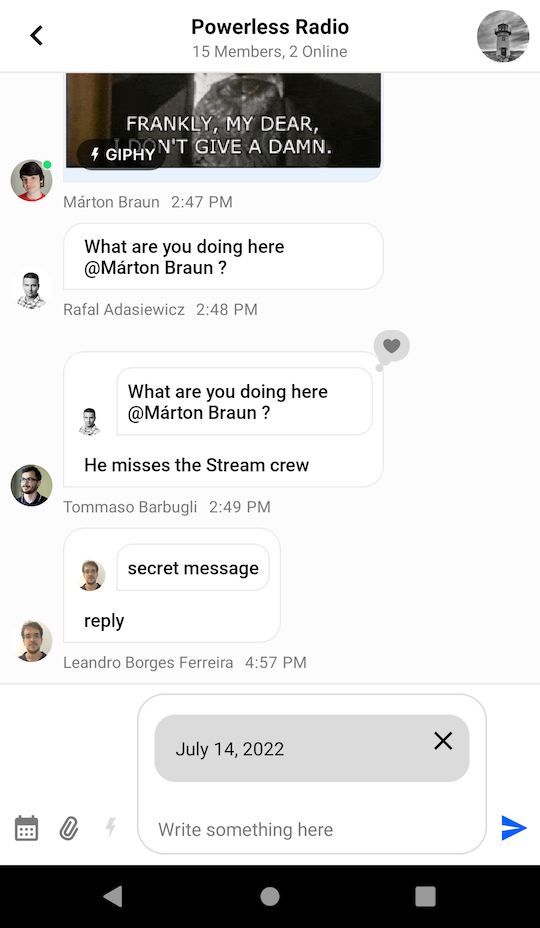 Powerless Radio
15 Members, 2 Online
FRANKLY, MY DEAR,
I DON'T GIVE A DAMN.
GIPHY
Márton Braun 2:47 PM
What are you doing here
@Márton Braun ?
Rafal Adasiewicz 2:48 PM
What are you doing here
@Márton Braun ?
He misses the Stream crew
Tommaso Barbugli 2:49 PM
secret message
reply
Leandro Borges Ferreira 4:57 PM
July 14, 2022
Write something here